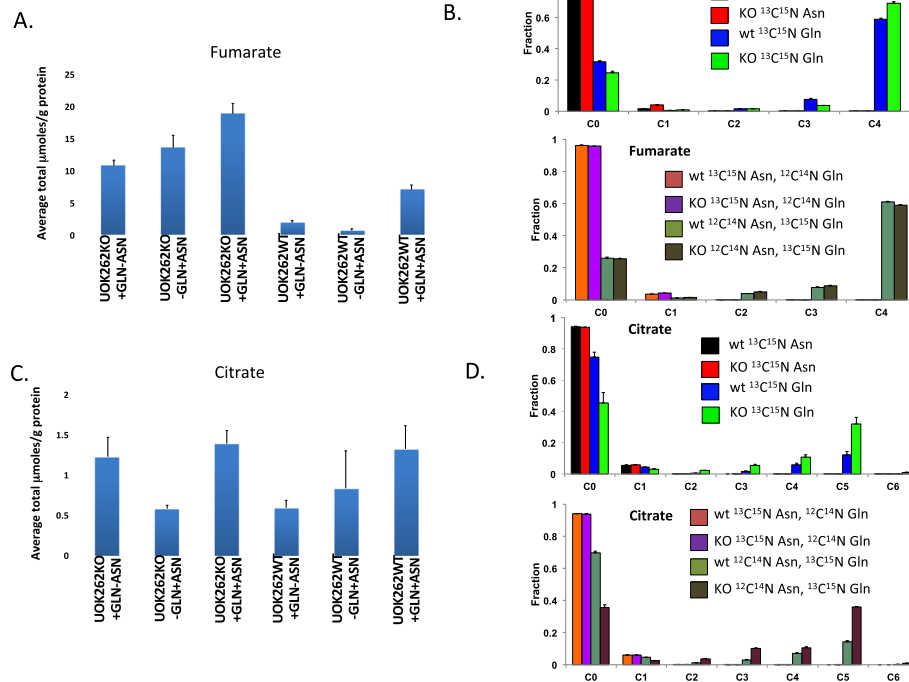 A.
Fumarate
Average total µmoles/g protein
25
20
15
10
5
0
UOK262KO +GLN-ASN
UOK262KO -GLN+ASN
UOK262KO +GLN+ASN
UOK262WT +GLN-ASN
UOK262WT -GLN+ASN
UOK262WT +GLN+ASN
B.
Fraction
0.6
0.4
0.2
0
KO ¹³C¹⁵N Asn
wt ¹³C¹⁵N Gln
KO ¹³C¹⁵N Gln
C0 C1 C2 C3 C4
Fumarate
Fraction
1
0.8
0.6
0.4
0.2
0
wt ¹³C¹⁵N Asn, ¹²C¹⁴N Gln
KO ¹³C¹⁵N Asn, ¹²C¹⁴N Gln
wt ¹²C¹⁴N Asn, ¹³C¹⁵N Gln
KO ¹²C¹⁴N Asn, ¹³C¹⁵N Gln
C0 C1 C2 C3 C4
C.
Citrate
Average total µmoles/g protein
2
1.5
1
0.5
0
UOK262KO +GLN-ASN
UOK262KO -GLN+ASN
UOK262KO +GLN+ASN
UOK262WT +GLN-ASN
UOK262WT -GLN+ASN
UOK262WT +GLN+ASN
D.
Citrate
Fraction
1
0.8
0.6
0.4
0.2
0
wt ¹³C¹⁵N Asn
KO ¹³C¹⁵N Asn
wt ¹³C¹⁵N Gln
KO ¹³C¹⁵N Gln
C0 C1 C2 C3 C4 C5 C6
Citrate
Fraction
1
0.8
0.6
0.4
0.2
0
wt ¹³C¹⁵N Asn, ¹²C¹⁴N Gln
KO ¹³C¹⁵N Asn, ¹²C¹⁴N Gln
wt ¹²C¹⁴N Asn, ¹³C¹⁵N Gln
KO ¹²C¹⁴N Asn, ¹³C¹⁵N Gln
C0 C1 C2 C3 C4 C5 C6